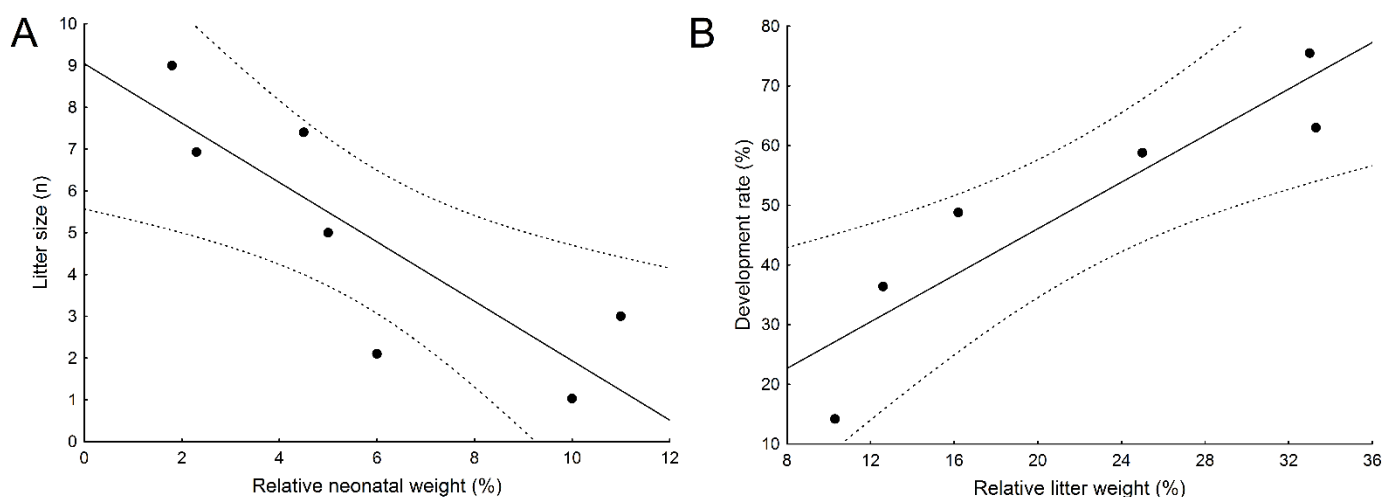 A
Litter size (n)
10
9
8
7
6
5
4
3
2
1
0
0 2 4 6 8 10 12
Relative neonatal weight (%)
B
Development rate (%)
80
70
60
50
40
30
20
10
8 12 16 20 24 28 32 36
Relative litter weight (%)